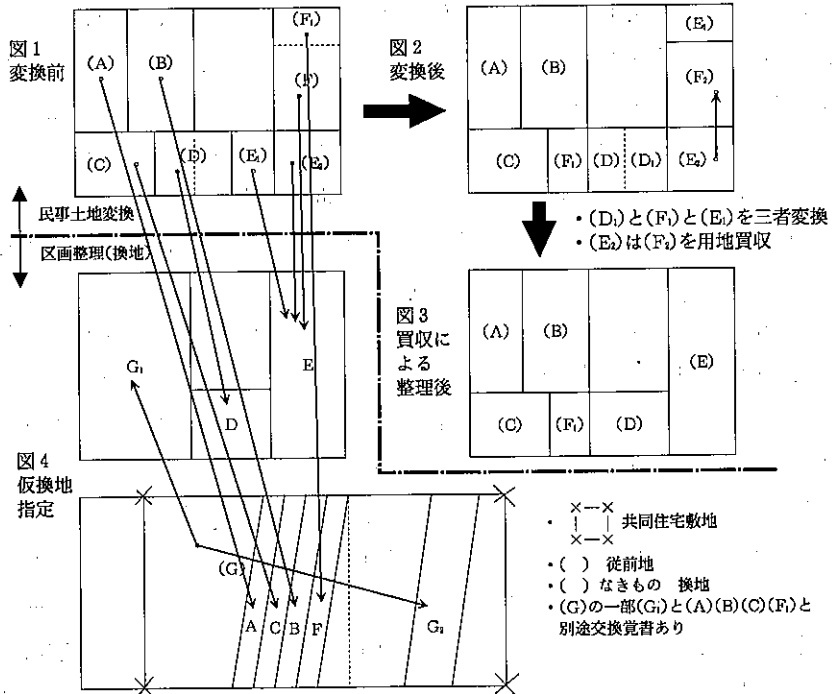 図1
変換前
(A)
(B)
(F₁)
(F)
(C)
(D)
(E₁)
(E₂)
図2
変換後
(A)
(B)
(E₁)
(F₂)
(C)
(F₁)
(D)
(D₁)
(E₂)
・(D₁)と(F₁)と(E₁)を三者変換
・(E₂)は(F₂)を用地買収
民事土地変換
区画整理(換地)
図3
買収に
よる
整理後
(A)
(B)
(E)
(C)
(F₁)
(D)
G₁
D
E
図4
仮換地
指定
(G)
A
C
B
F
G₂
・ 共同住宅敷地
・( ) 従前地
・( ) なきもの 換地
・(G)の一部(G₁)と(A)(B)(C)(F₁)と
別途交換覚書あり